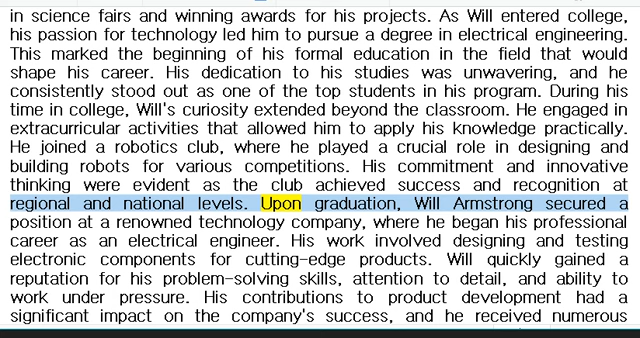 in science fairs and winning awards for his projects. As Will entered college,
his passion for technology led him to pursue a degree in electrical engineering.
This marked the beginning of his formal education in the field that would
shape his career. His dedication to his studies was unwavering, and he
consistently stood out as one of the top students in his program. During his
time in college, Will's curiosity extended beyond the classroom. He engaged in
extracurricular activities that allowed him to apply his knowledge practically.
He joined a robotics club, where he played a crucial role in designing and
building robots for various competitions. His commitment and innovative
thinking were evident as the club achieved success and recognition at
regional and national levels. Upon graduation, Will Armstrong secured a
position at a renowned technology company, where he began his professional
career as an electrical engineer. His work involved designing and testing
electronic components for cutting-edge products. Will quickly gained a
reputation for his problem-solving skills, attention to detail, and ability to
work under pressure. His contributions to product development had a
significant impact on the company's success, and he received numerous